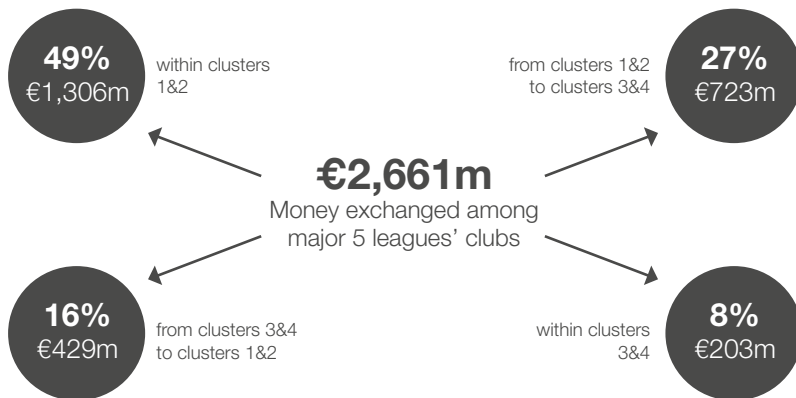 49%
€1,306m
within clusters
1&2
from clusters 1&2
to clusters 3&4
27%
€723m
€2,661m
Money exchanged among
major 5 leagues’ clubs
16%
€429m
from clusters 3&4
to clusters 1&2
within clusters
3&4
8%
€203m